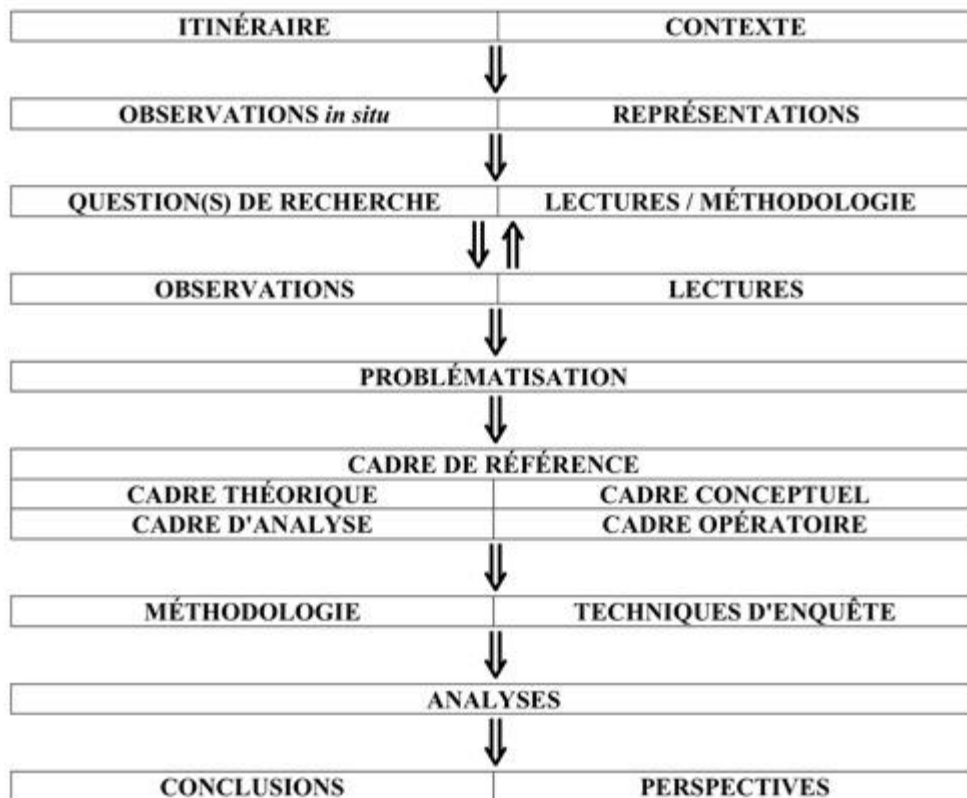 ITINÉRAIRE CONTEXTE
OBSERVATIONS in situ REPRÉSENTATIONS
QUESTION(S) DE RECHERCHE LECTURES / MÉTHODOLOGIE
OBSERVATIONS LECTURES
PROBLÉMATISATION
CADRE DE RÉFÉRENCE
CADRE THÉORIQUE CADRE CONCEPTUEL
CADRE D'ANALYSE CADRE OPÉRATOIRE
MÉTHODOLOGIE TECHNIQUES D'ENQUÊTE
ANALYSES
CONCLUSIONS PERSPECTIVES